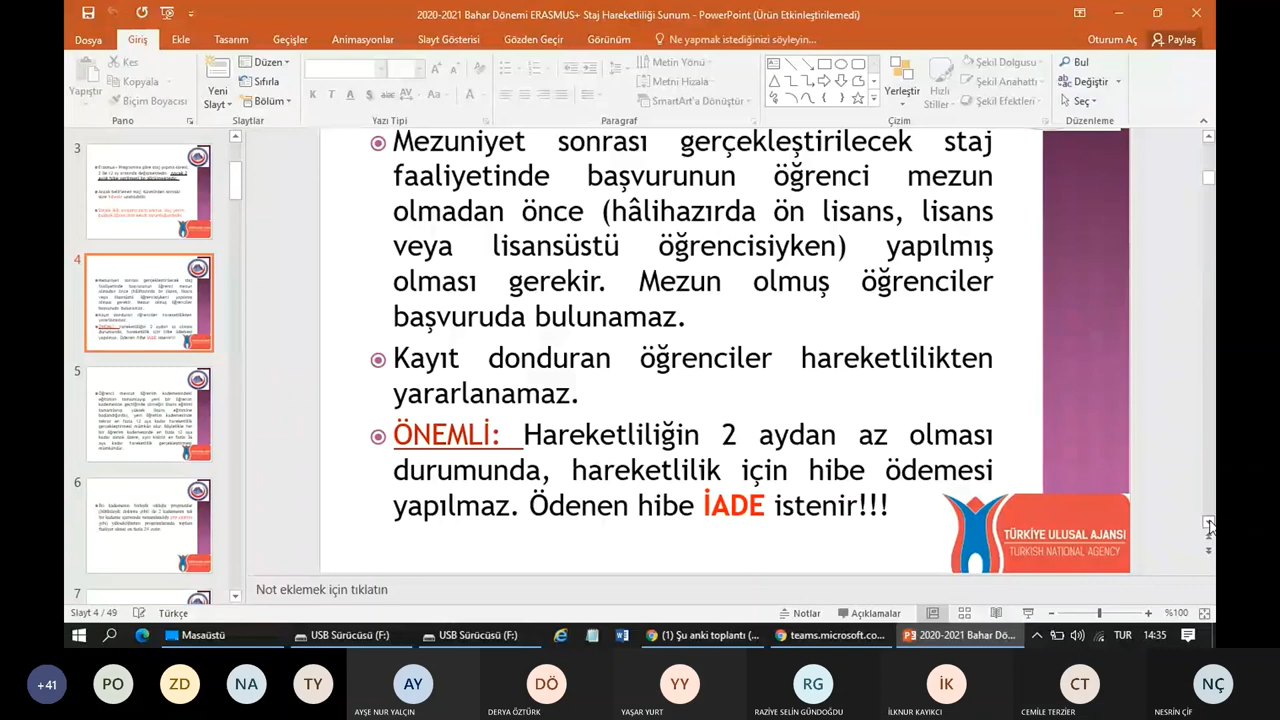 2020-2021 Bahar Dönemi ERASMUS+ Staj Hareketliliği Sunum - PowerPoint (Ürün Etkinleştirilemedi)
Dosya Giriş Ekle Tasarım Geçişler Animasyonlar Slayt Gösterisi Gözden Geçir Görünüm Ne yapmak istediğinizi söyleyin... Oturum Aç Paylaş
Yapıştır
Kes
Kopyala
Biçim Boyacısı
Pano
Yeni
Slayt
Düzen
Sıfırla
Bölüm
Slaytlar
K T A S abc AV Aa A
Yazı Tipi
Metin Yönü
Metni Hizala
SmartArt'a Dönüştür
Paragraf
Yerleştir
Hızlı
Stiller
Şekil Dolgusu
Şekil Anahattı
Şekil Efektleri
Çizim
Bul
Değiştir
Seç
Düzenleme
3
4
5
6
7
Mezuniyet sonrası gerçekleştirilecek staj
faaliyetinde başvurunun öğrenci mezun
olmadan önce (hâlihazırda ön lisans, lisans
veya lisansüstü öğrencisiyken) yapılmış
olması gerekir. Mezun olmuş öğrenciler
başvuruda bulunamaz.
Kayıt donduran öğrenciler hareketlilikten
yararlanamaz.
ÖNEMLİ: Hareketliliğin 2 aydan az olması
durumunda, hareketlilik için hibe ödemesi
yapılmaz. Ödenen hibe İADE istenir!!!
TÜRKİYE ULUSAL AJANSI
TURKISH NATIONAL AGENCY
Not eklemek için tıklatın
Slayt 4 / 49 Türkçe Notlar Açıklamalar %100
Masaüstü USB Sürücüsü (F:) USB Sürücüsü (F:) (1) Şu anki toplantı (... teams.microsoft.co... 2020-2021 Bahar Dö... TUR 14:35
+41 PO ZD NA TY AY DÖ YY RG İK CT NÇ
AYŞE NUR YALÇIN DERYA ÖZTÜRK YAŞAR YURT RAZİYE SELİN GÜNDOĞDU İLKNUR KAYIKCI CEMİLE TERZİER NESRİN ÇİF